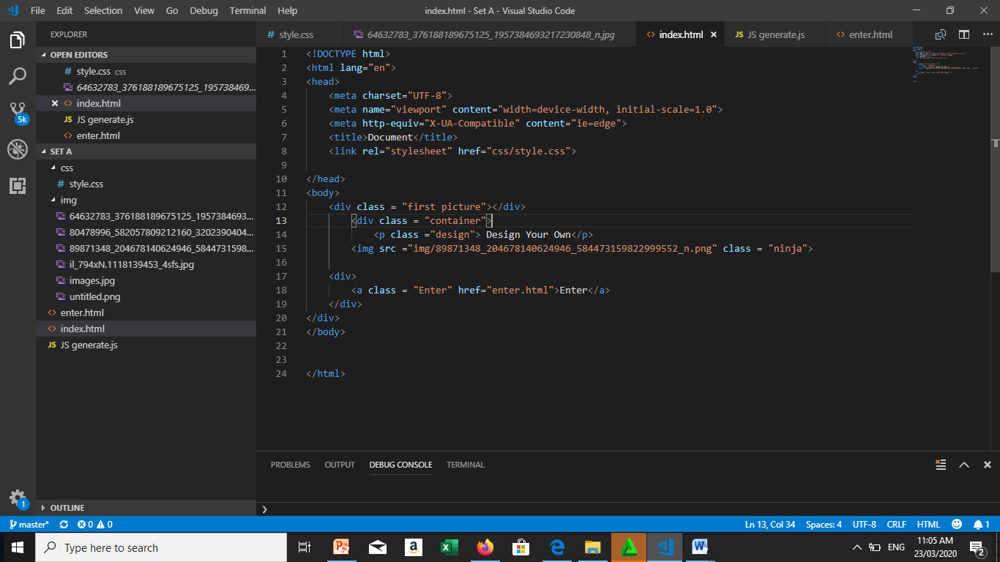 File Edit Selection View Go Debug Terminal Help
index.html - Set A - Visual Studio Code
EXPLORER
OPEN EDITORS
# style.css css
64632783_376188189675125_195738469...
<> index.html
JS JS generate.js
<> enter.html
SET A
css
# style.css
img
64632783_376188189675125_1957384693...
80478996_582057809212160_3202390404...
89871348_204678140624946_5844731598...
il_794xN.1118139453_4sfs.jpg
images.jpg
untitled.png
<> enter.html
<> index.html
JS JS generate.js
OUTLINE
5k
1
# style.css
64632783_376188189675125_1957384693217230848_n.jpg
<> index.html
JS JS generate.js
<> enter.html
1 <!DOCTYPE html>
2 <html lang="en">
3 <head>
4 <meta charset="UTF-8">
5 <meta name="viewport" content="width=device-width, initial-scale=1.0">
6 <meta http-equiv="X-UA-Compatible" content="ie=edge">
7 <title>Document</title>
8 <link rel="stylesheet" href="css/style.css">
9
10 </head>
11 <body>
12 <div class = "first picture"></div>
13 <div class = "container">
14 <p class ="design"> Design Your Own</p>
15 <img src ="img/89871348_204678140624946_584473159822999552_n.png" class = "ninja">
16
17 <div>
18 <a class = "Enter" href="enter.html">Enter</a>
19 </div>
20 </div>
21 </body>
22
23
24 </html>
PROBLEMS OUTPUT DEBUG CONSOLE TERMINAL
master* 0 0
Ln 13, Col 34 Spaces: 4 UTF-8 CRLF HTML 1
Type here to search
ENG
11:05 AM
23/03/2020
2